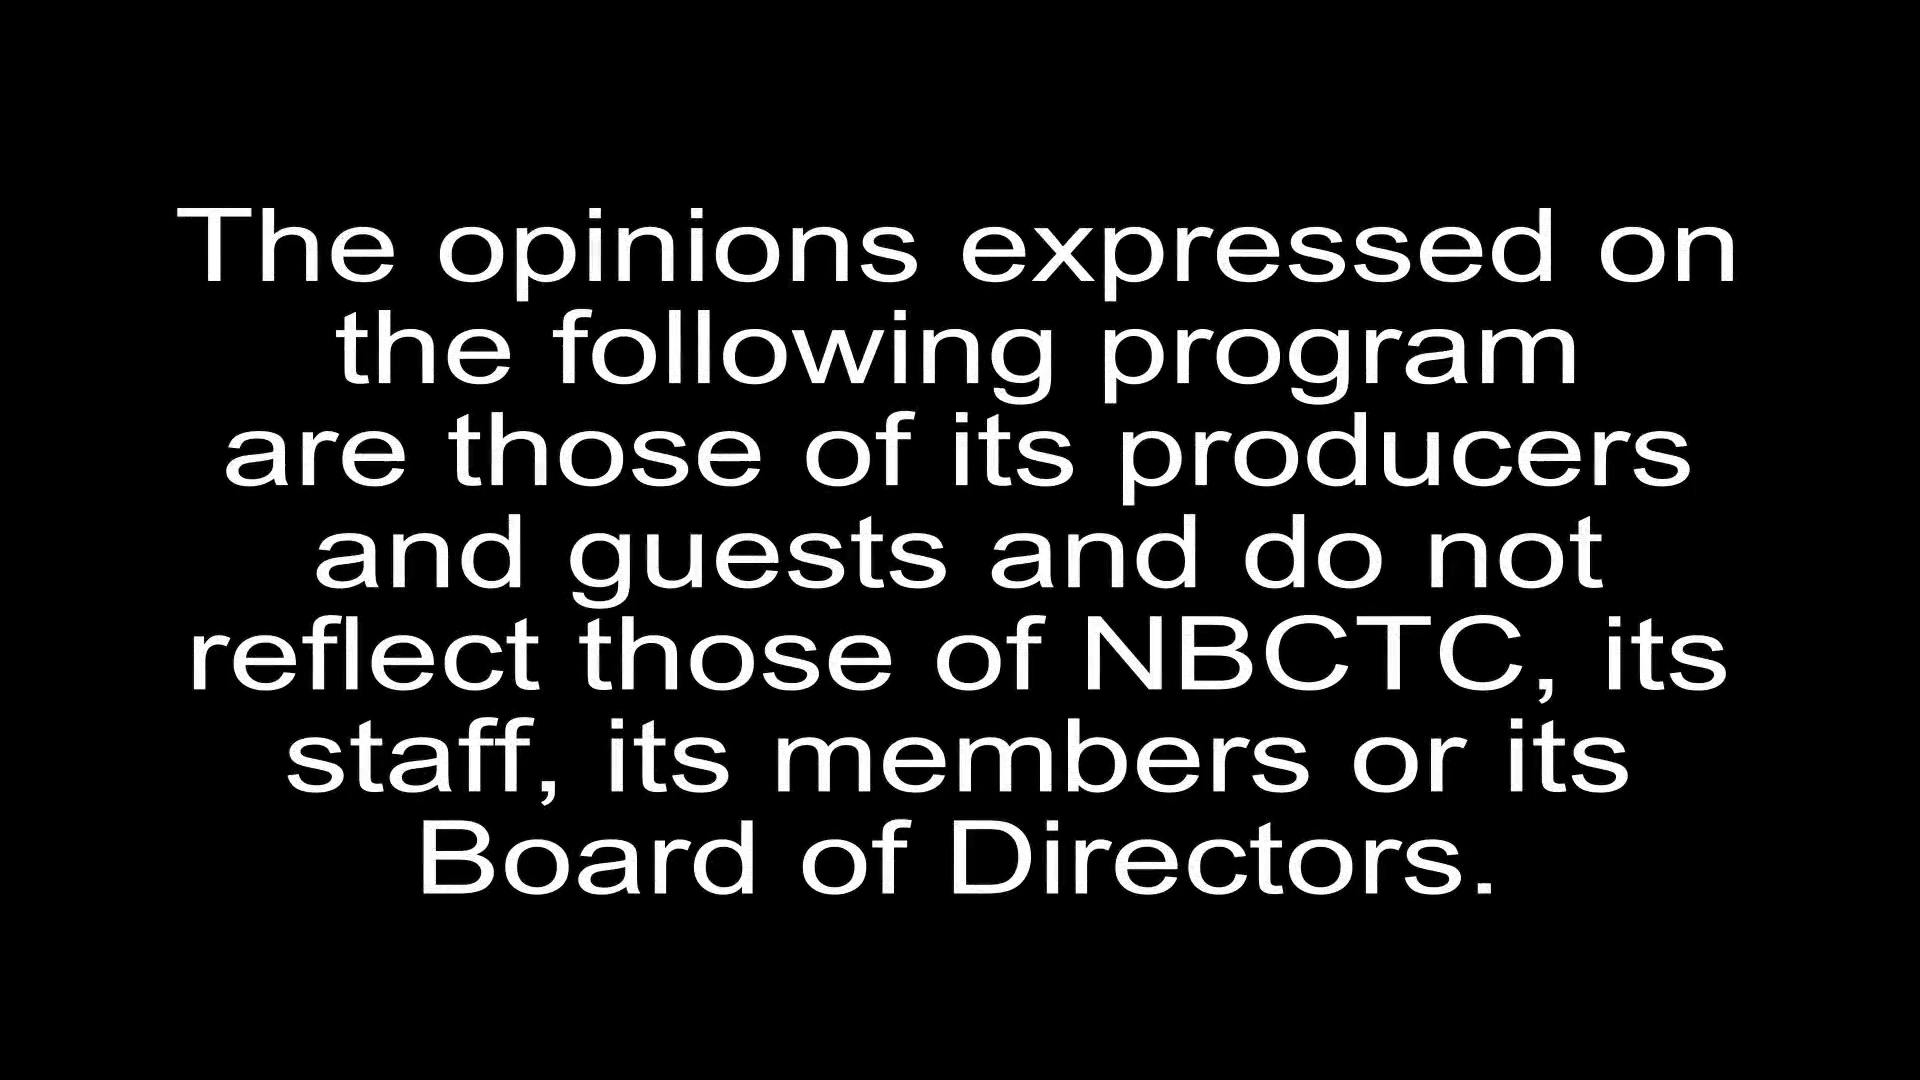 The opinions expressed on
the following program
are those of its producers
and guests and do not
reflect those of NBCTC, its
staff, its members or its
Board of Directors.